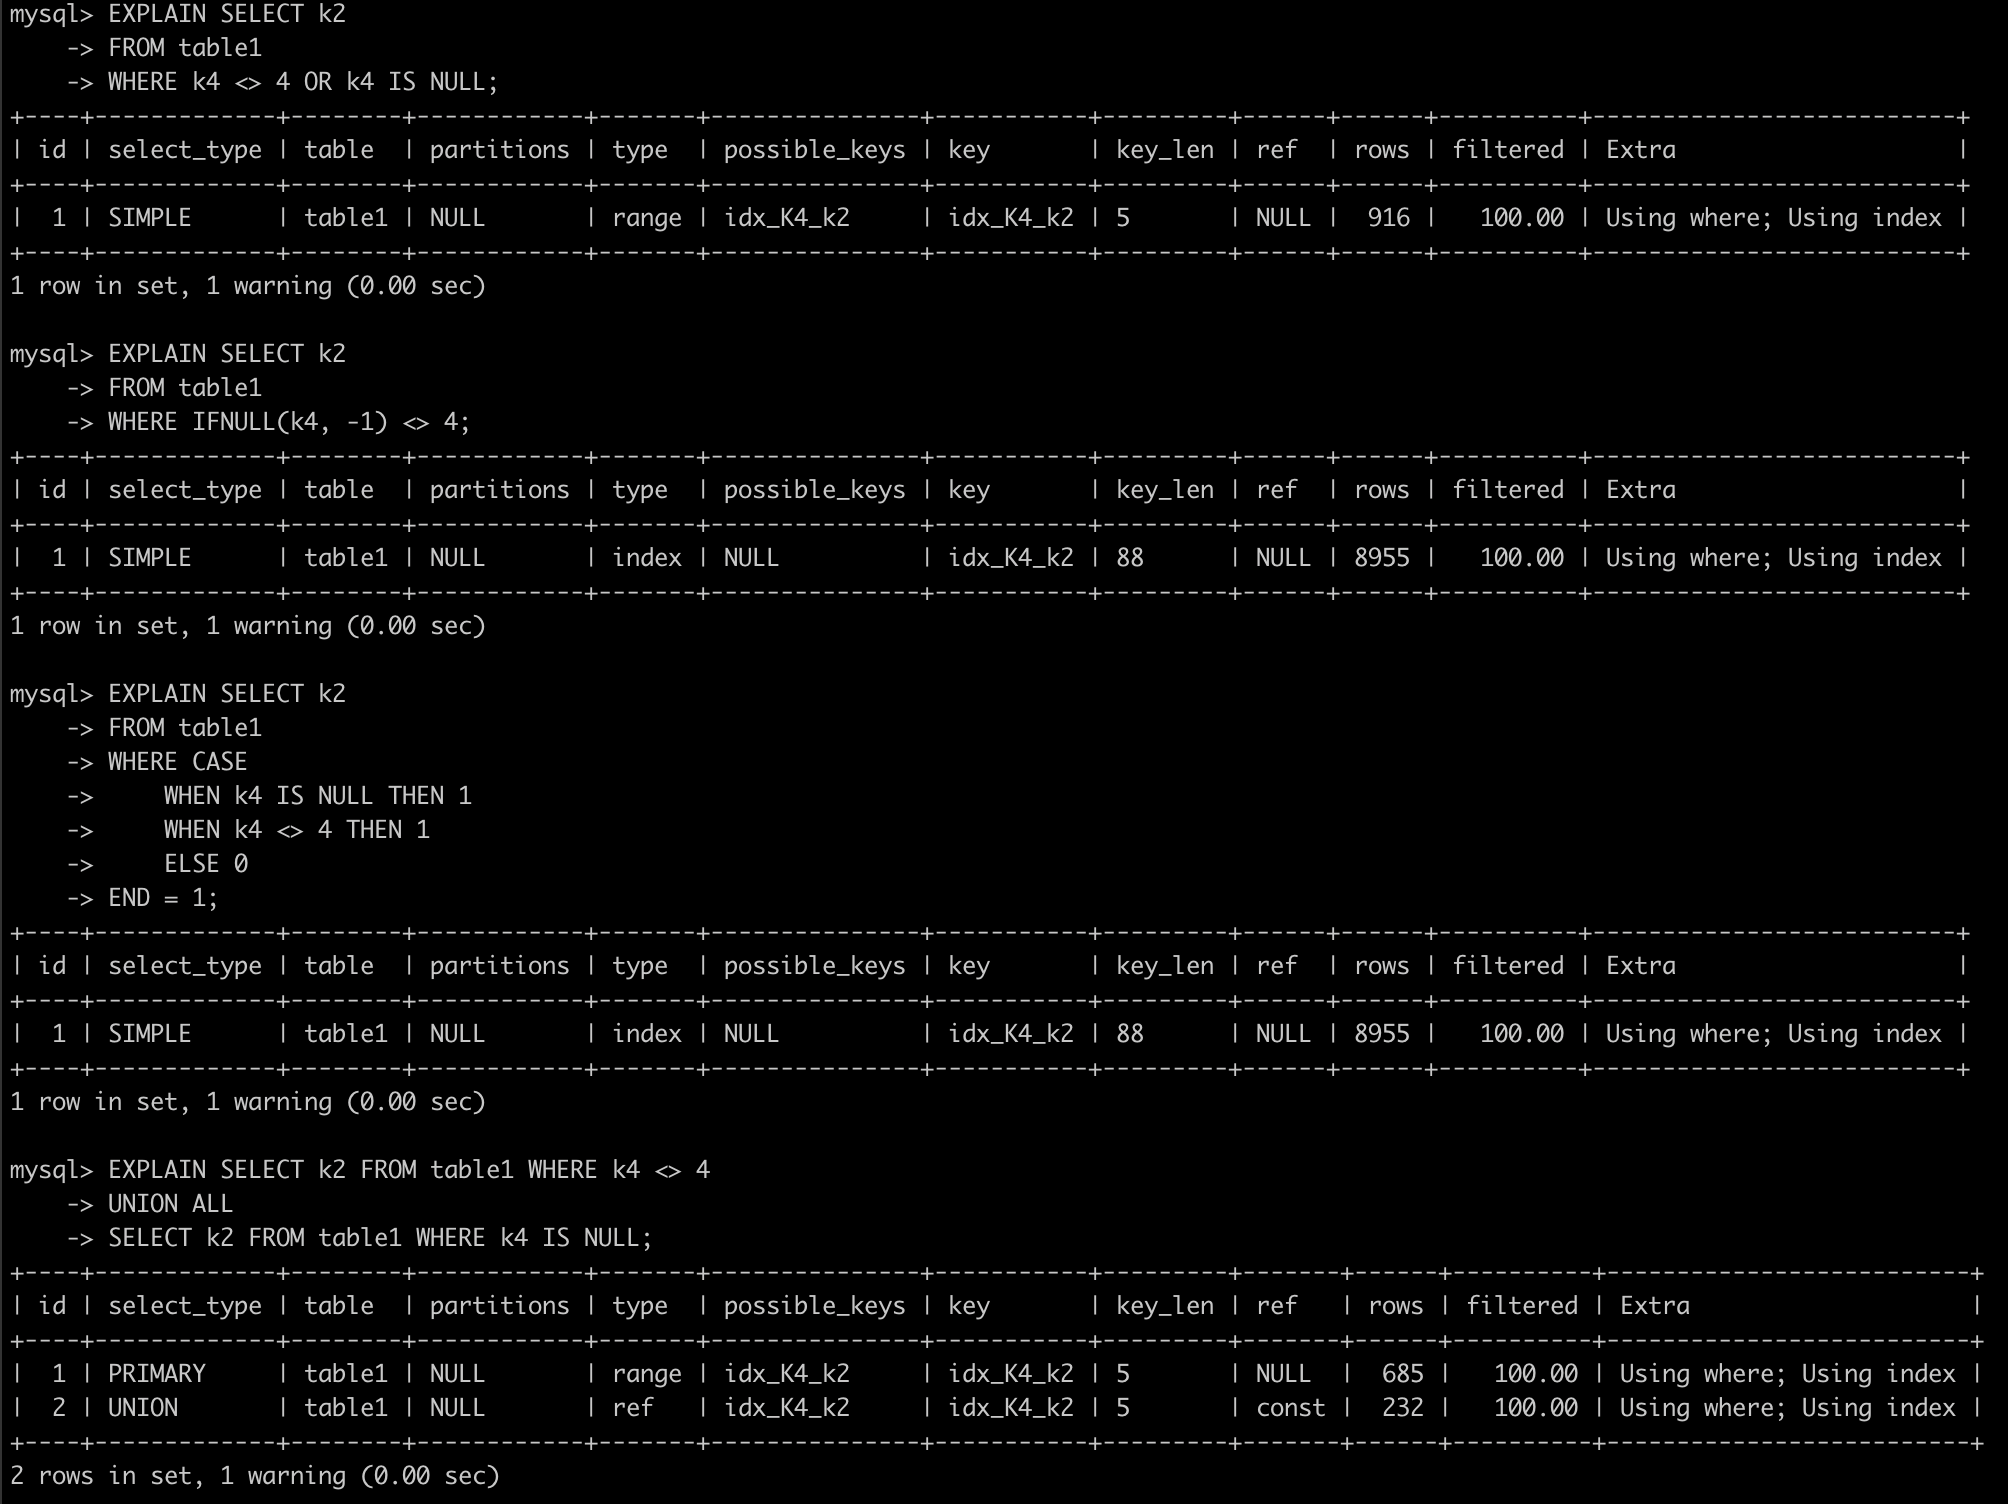 mysql> EXPLAIN SELECT k2
    -> FROM table1
    -> WHERE k4 <> 4 OR k4 IS NULL;
+----+-------------+--------+------------+-------+---------------+-----------+---------+------+------+----------+--------------------------+
| id | select_type | table  | partitions | type  | possible_keys | key       | key_len | ref  | rows | filtered | Extra                    |
+----+-------------+--------+------------+-------+---------------+-----------+---------+------+------+----------+--------------------------+
|  1 | SIMPLE      | table1 | NULL       | range | idx_K4_k2     | idx_K4_k2 | 5       | NULL |  916 |   100.00 | Using where; Using index |
+----+-------------+--------+------------+-------+---------------+-----------+---------+------+------+----------+--------------------------+
1 row in set, 1 warning (0.00 sec)

mysql> EXPLAIN SELECT k2
    -> FROM table1
    -> WHERE IFNULL(k4, -1) <> 4;
+----+-------------+--------+------------+-------+---------------+-----------+---------+------+------+----------+--------------------------+
| id | select_type | table  | partitions | type  | possible_keys | key       | key_len | ref  | rows | filtered | Extra                    |
+----+-------------+--------+------------+-------+---------------+-----------+---------+------+------+----------+--------------------------+
|  1 | SIMPLE      | table1 | NULL       | index | NULL          | idx_K4_k2 | 88      | NULL | 8955 |   100.00 | Using where; Using index |
+----+-------------+--------+------------+-------+---------------+-----------+---------+------+------+----------+--------------------------+
1 row in set, 1 warning (0.00 sec)

mysql> EXPLAIN SELECT k2
    -> FROM table1
    -> WHERE CASE
    ->     WHEN k4 IS NULL THEN 1
    ->     WHEN k4 <> 4 THEN 1
    ->     ELSE 0
    -> END = 1;
+----+-------------+--------+------------+-------+---------------+-----------+---------+------+------+----------+--------------------------+
| id | select_type | table  | partitions | type  | possible_keys | key       | key_len | ref  | rows | filtered | Extra                    |
+----+-------------+--------+------------+-------+---------------+-----------+---------+------+------+----------+--------------------------+
|  1 | SIMPLE      | table1 | NULL       | index | NULL          | idx_K4_k2 | 88      | NULL | 8955 |   100.00 | Using where; Using index |
+----+-------------+--------+------------+-------+---------------+-----------+---------+------+------+----------+--------------------------+
1 row in set, 1 warning (0.00 sec)

mysql> EXPLAIN SELECT k2 FROM table1 WHERE k4 <> 4
    -> UNION ALL
    -> SELECT k2 FROM table1 WHERE k4 IS NULL;
+----+-------------+--------+------------+-------+---------------+-----------+---------+-------+------+----------+--------------------------+
| id | select_type | table  | partitions | type  | possible_keys | key       | key_len | ref   | rows | filtered | Extra                    |
+----+-------------+--------+------------+-------+---------------+-----------+---------+-------+------+----------+--------------------------+
|  1 | PRIMARY     | table1 | NULL       | range | idx_K4_k2     | idx_K4_k2 | 5       | NULL  |  685 |   100.00 | Using where; Using index |
|  2 | UNION       | table1 | NULL       | ref   | idx_K4_k2     | idx_K4_k2 | 5       | const |  232 |   100.00 | Using where; Using index |
+----+-------------+--------+------------+-------+---------------+-----------+---------+-------+------+----------+--------------------------+
2 rows in set, 1 warning (0.00 sec)